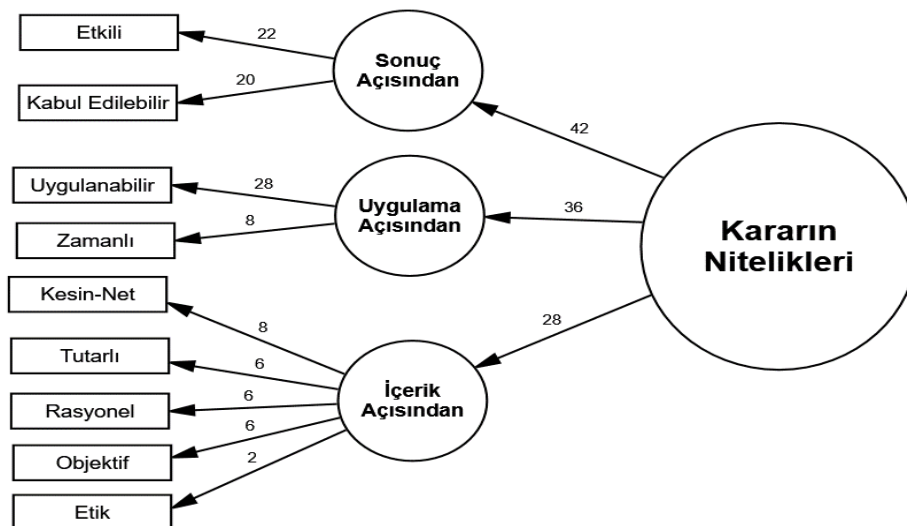 Etkili
22
Sonuç
Açısından
20
Kabul Edilebilir
42
Uygulanabilir
28
Uygulama
Açısından
36
8
Zamanlı
Kararın
Nitelikleri
Kesin-Net
8
28
Tutarlı
6
İçerik
Açısından
6
Rasyonel
6
Objektif
2
Etik